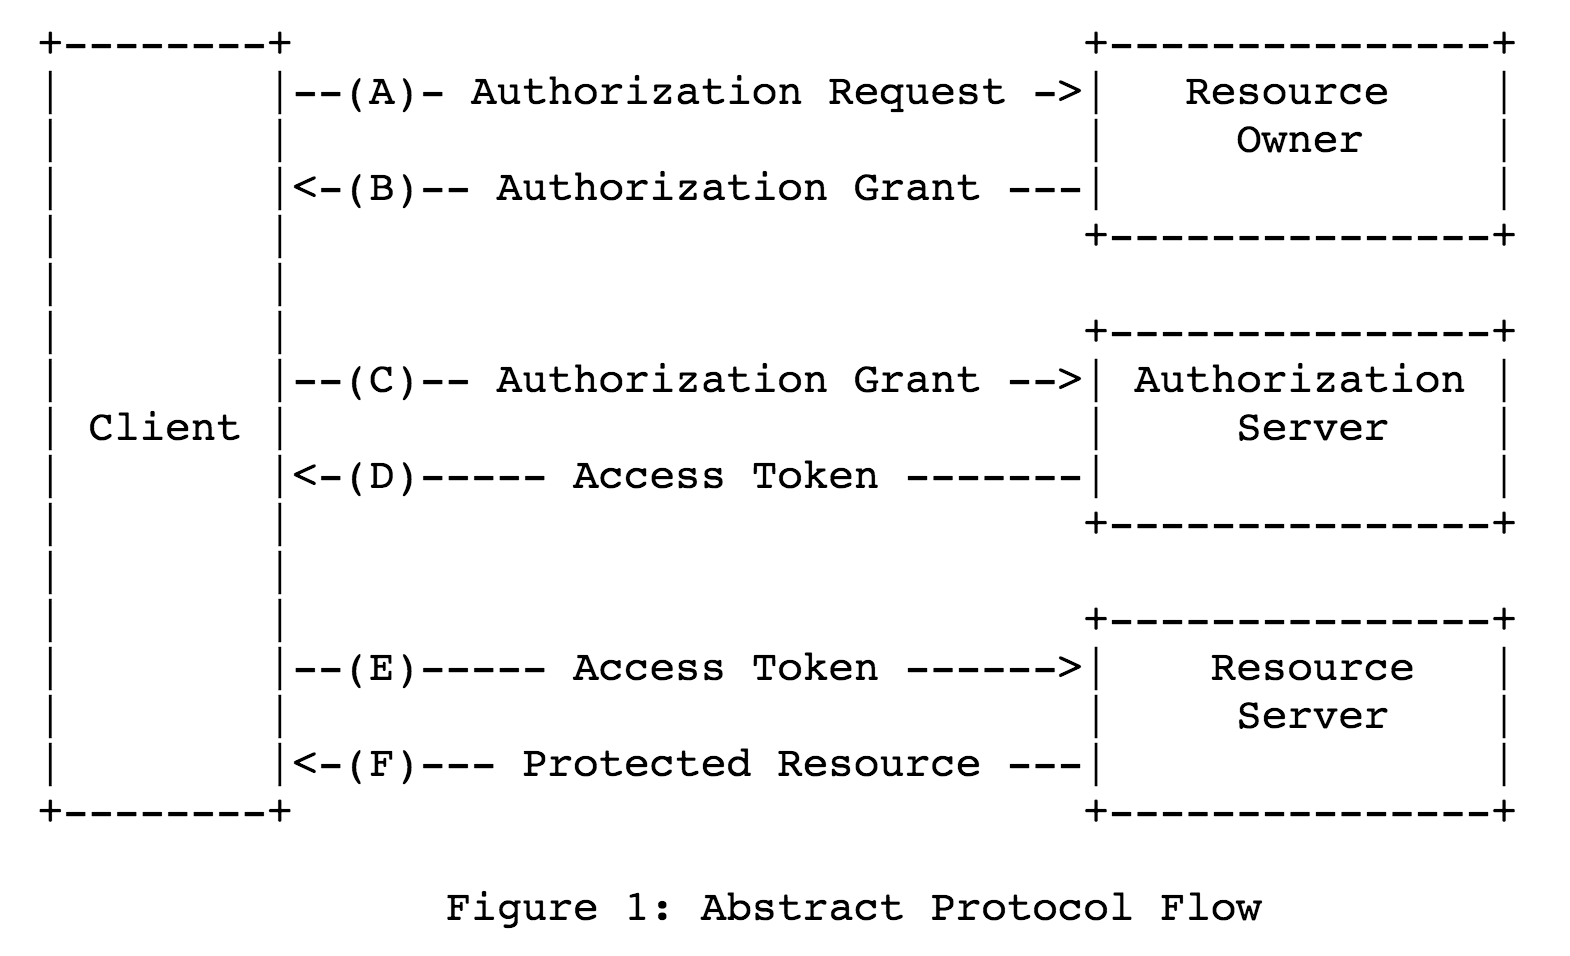 +--------+                               +---------------+
|        |--(A)- Authorization Request ->|   Resource    |
|        |                               |     Owner     |
|        |<-(B)-- Authorization Grant ---|               |
|        |                               +---------------+
|        |
|        |                               +---------------+
|        |--(C)-- Authorization Grant -->| Authorization |
| Client |                               |     Server    |
|        |<-(D)----- Access Token -------|               |
|        |                               +---------------+
|        |
|        |                               +---------------+
|        |--(E)----- Access Token ------>|    Resource   |
|        |                               |     Server    |
|        |<-(F)--- Protected Resource ---|               |
+--------+                               +---------------+
Figure 1: Abstract Protocol Flow